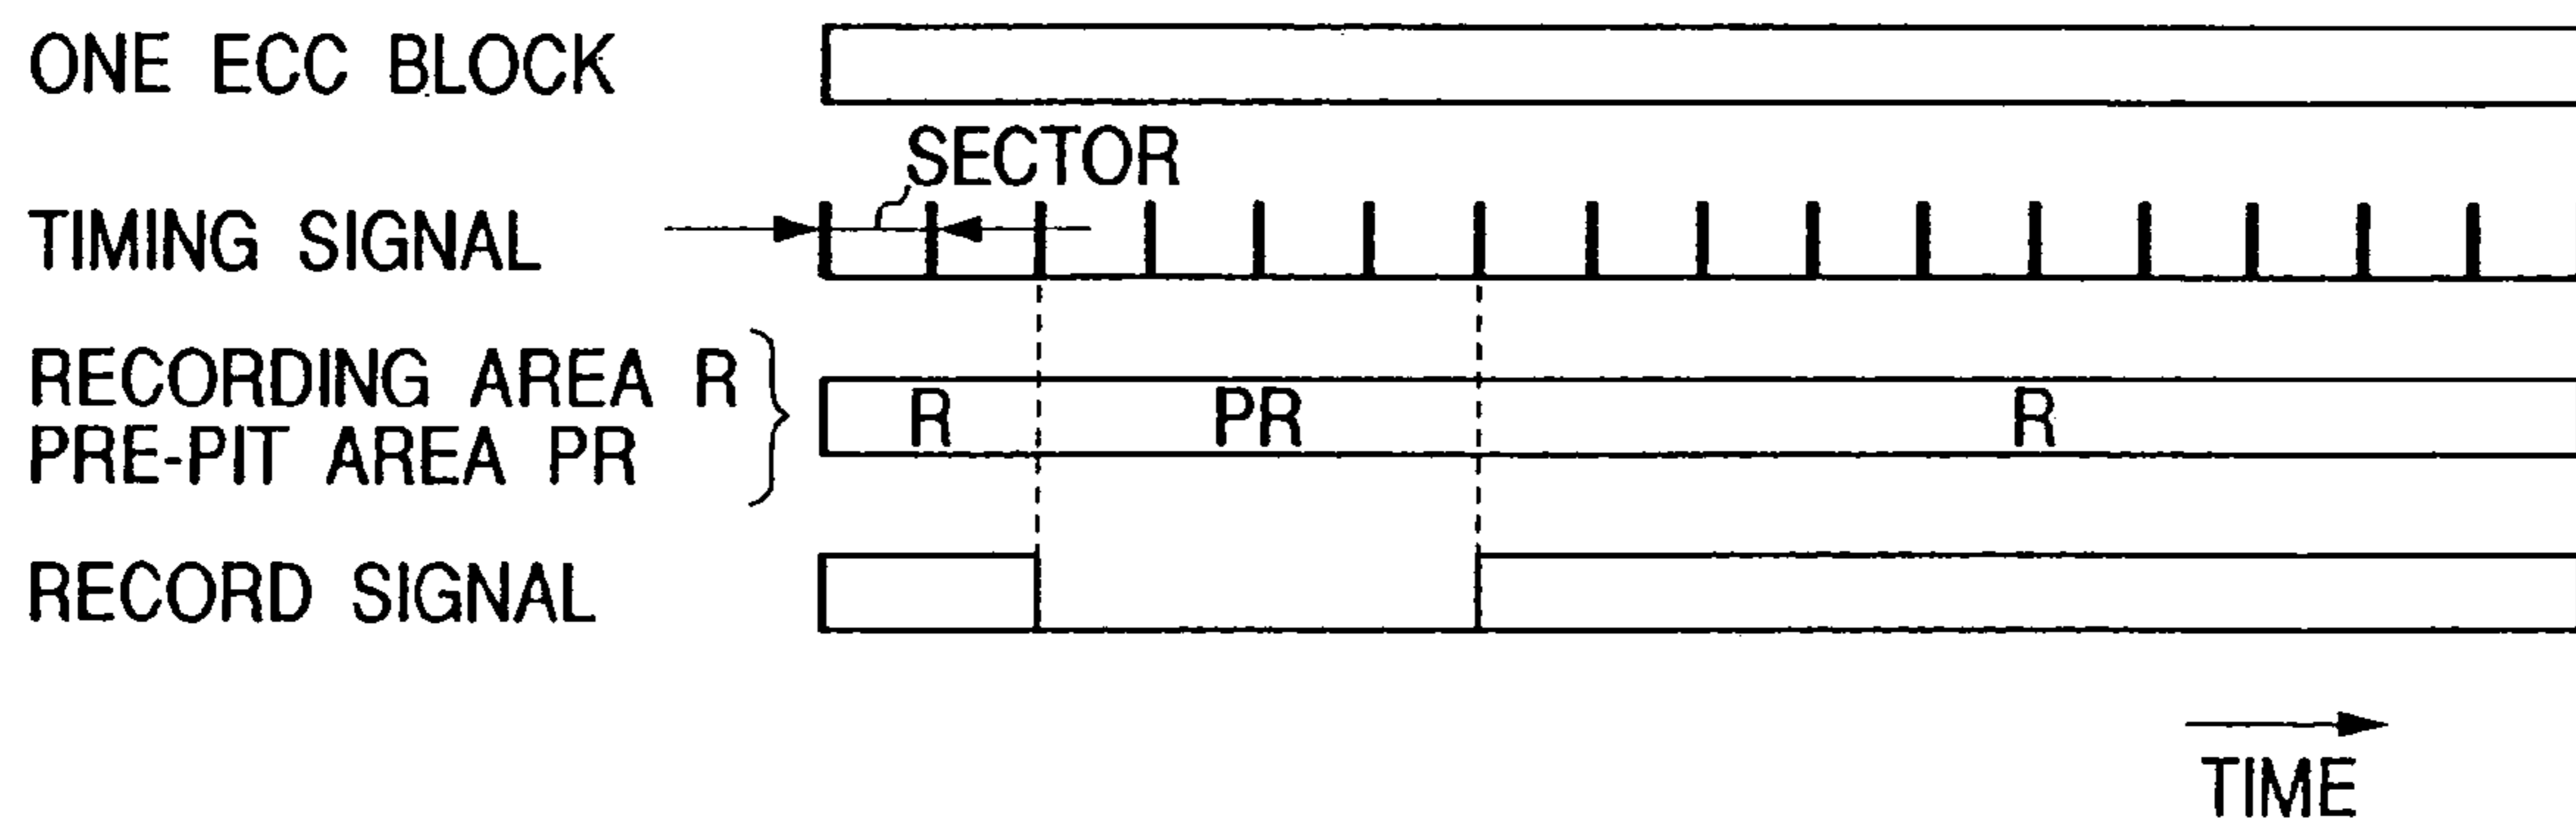 ONE ECC BLOCK
SECTOR
TIMING SIGNAL
RECORDING AREA R
PRE-PIT AREA PR
R
PR
R
RECORD SIGNAL
TIME